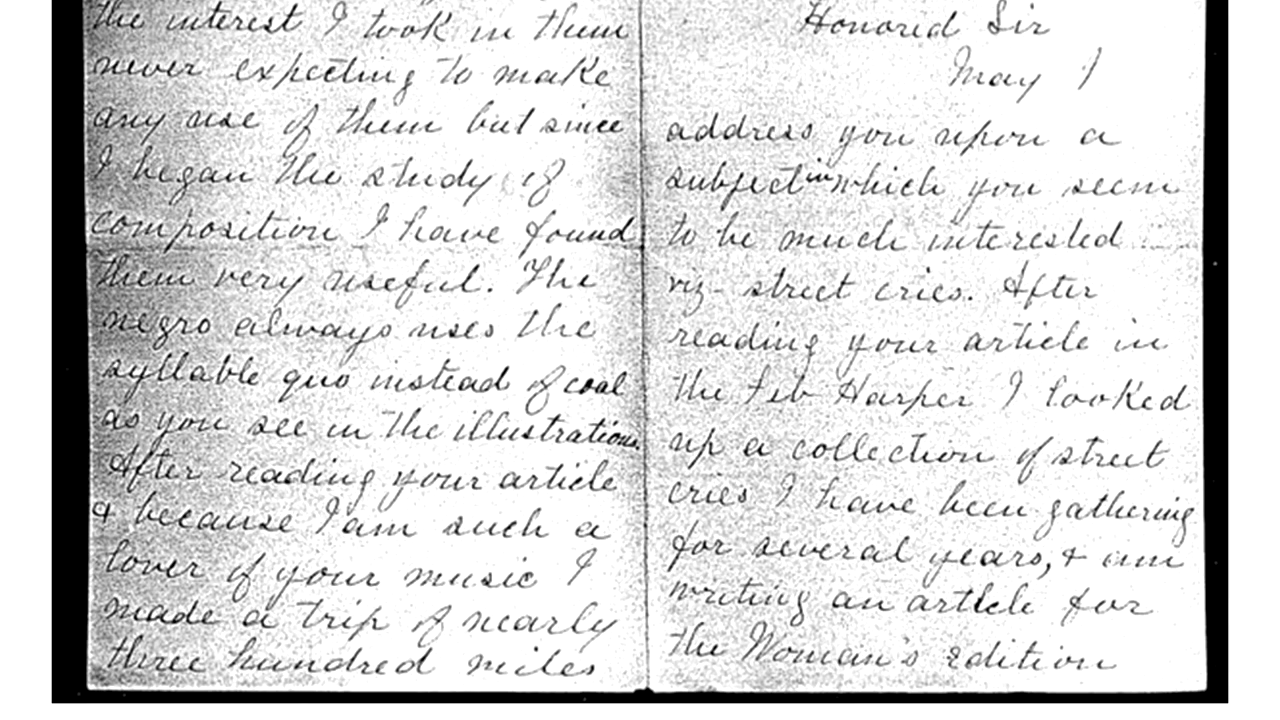 the interest I took in them
never expecting to make
any use of them but since
I began the study of
composition I have found
them very useful. The
negro always uses the
syllable quo instead of coal
as you see in the illustrations.
After reading your article
& because I am such a
lover of your music I
made a trip of nearly
three hundred miles
Honored Sir
May I
address you upon a
subject in which you seem
to be much interested
viz- street cries. After
reading your article in
the Feb Harper I looked
up a collection of street
cries I have been gathering
for several years, & am
writing an article for
the Woman's Edition